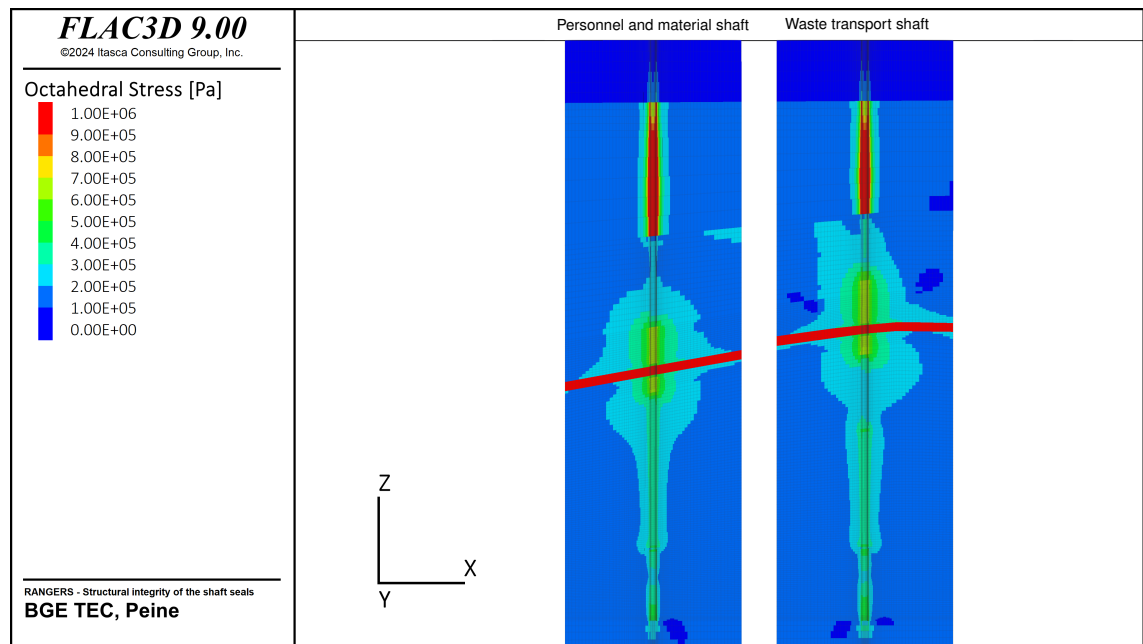 FLAC3D 9.00
©2024 Itasca Consulting Group, Inc.
Octahedral Stress [Pa]
1.00E+06
9.00E+05
8.00E+05
7.00E+05
6.00E+05
5.00E+05
4.00E+05
3.00E+05
2.00E+05
1.00E+05
0.00E+00
RANGERS - Structural integrity of the shaft seals
BGE TEC, Peine
Personnel and material shaft
Waste transport shaft
Z
X
Y